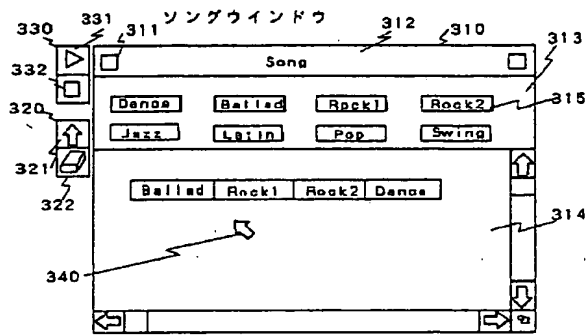 ソングウインドウ
330 331 311 312 310
Song
313
332
Dance Ballad Rock1 Rock2
315
320
Jazz Latin Pop Swing
321
322
Ballad Rock1 Rock2 Dance
314
340